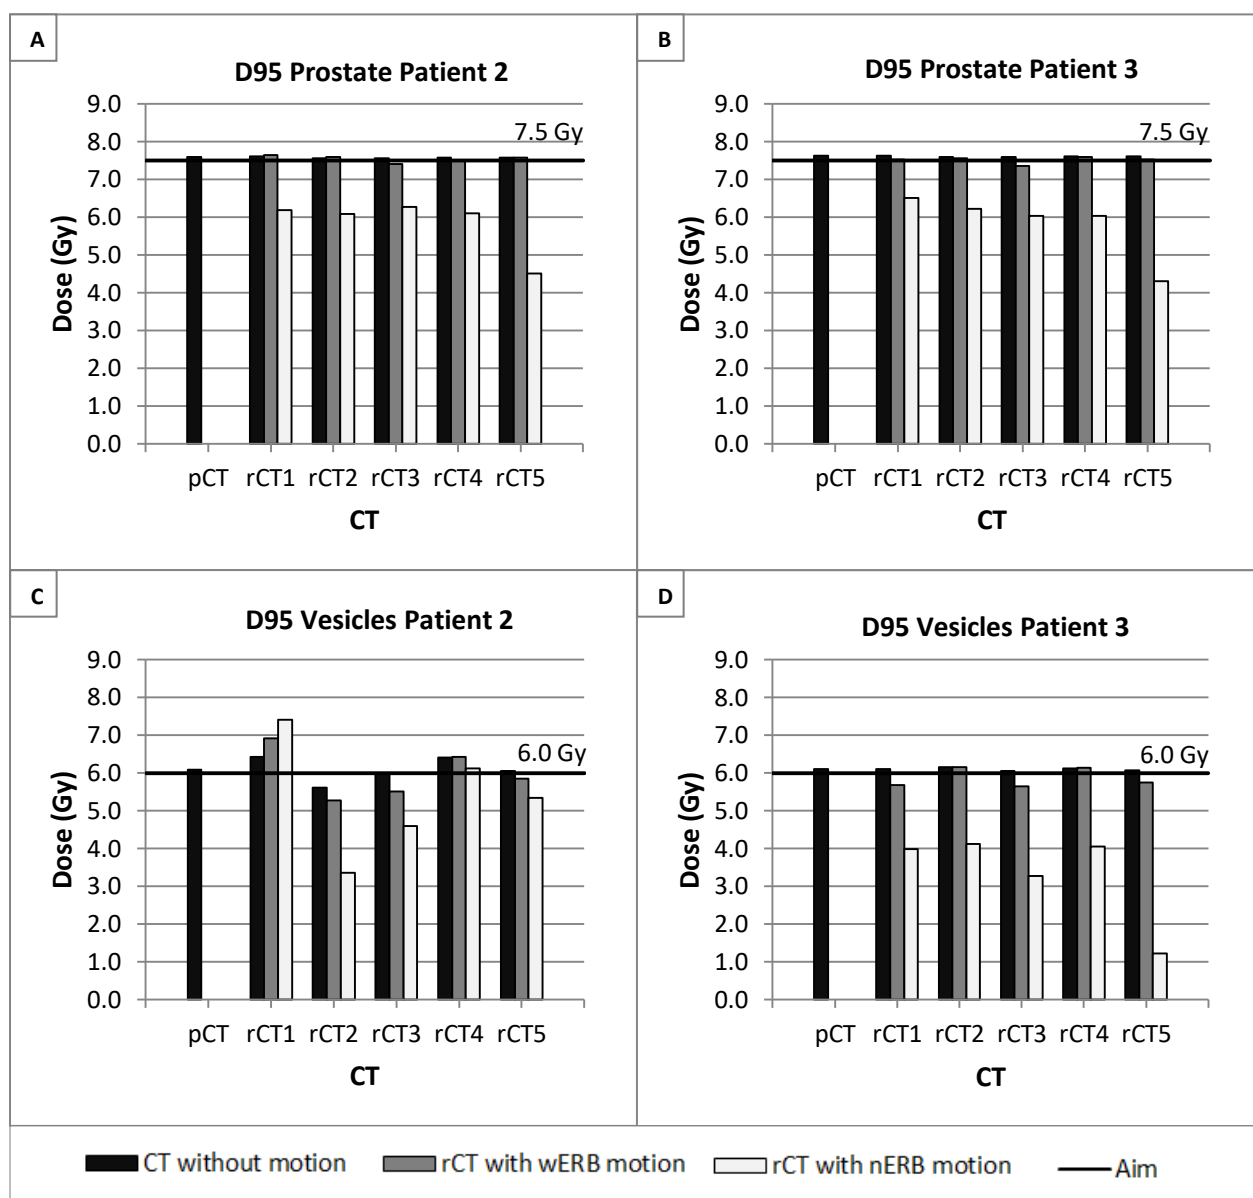 A
D95 Prostate Patient 2
9.0
8.0
7.0
6.0
5.0
4.0
3.0
2.0
1.0
0.0
Dose (Gy)
7.5 Gy
pCT rCT1 rCT2 rCT3 rCT4 rCT5
CT
B
D95 Prostate Patient 3
9.0
8.0
7.0
6.0
5.0
4.0
3.0
2.0
1.0
0.0
Dose (Gy)
7.5 Gy
pCT rCT1 rCT2 rCT3 rCT4 rCT5
CT
C
D95 Vesicles Patient 2
9.0
8.0
7.0
6.0
5.0
4.0
3.0
2.0
1.0
0.0
Dose (Gy)
6.0 Gy
pCT rCT1 rCT2 rCT3 rCT4 rCT5
CT
D
D95 Vesicles Patient 3
9.0
8.0
7.0
6.0
5.0
4.0
3.0
2.0
1.0
0.0
Dose (Gy)
6.0 Gy
pCT rCT1 rCT2 rCT3 rCT4 rCT5
CT
CT without motion rCT with wERB motion rCT with nERB motion Aim